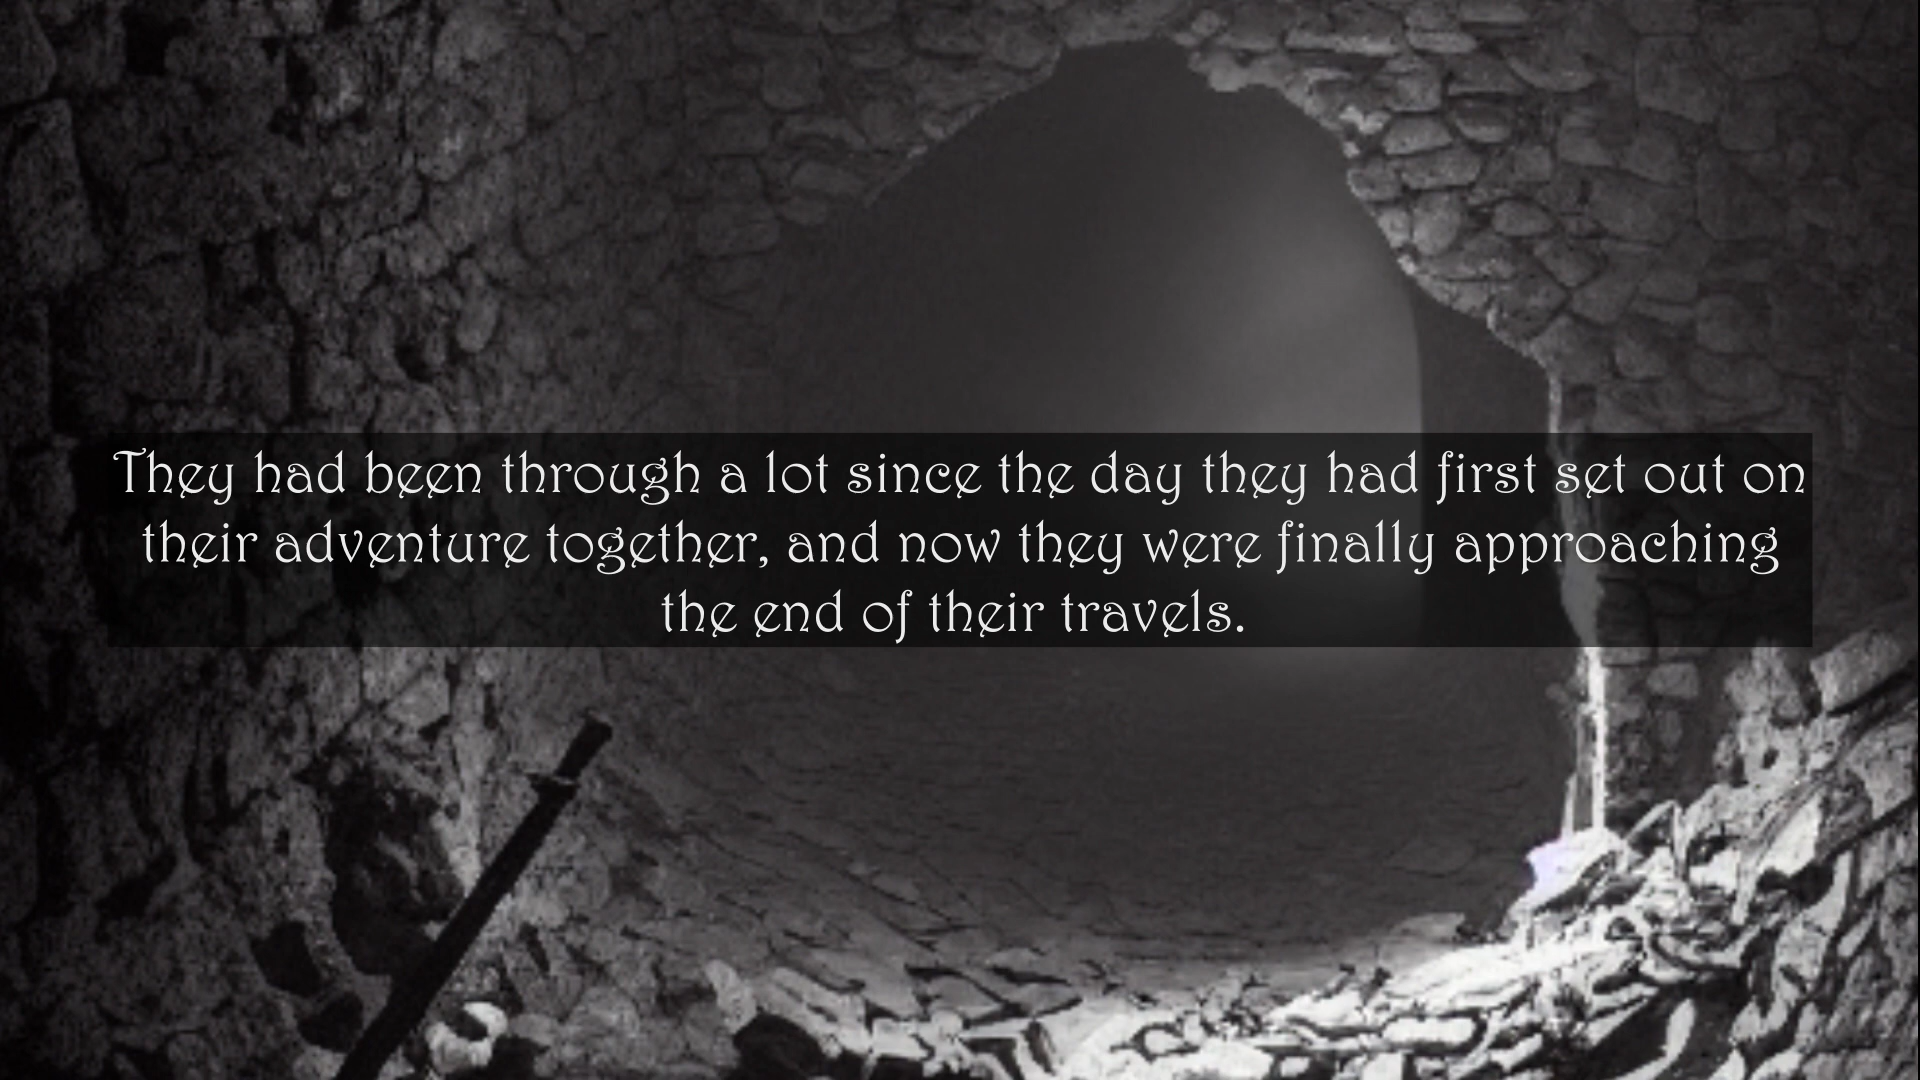 They had been through a lot since the day they had first set out on
their adventure together, and now they were finally approaching
the end of their travels.